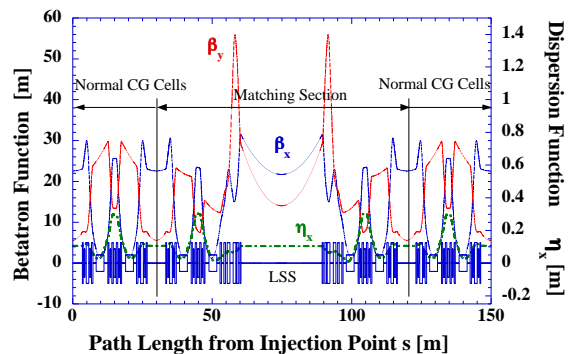 Betatron Function [m]
60
50
40
30
20
10
0
-10
Normal CG Cells
Matching Section
Normal CG Cells
βy
βx
ηx
LSS
1.4
1.2
1
0.8
0.6
0.4
0.2
0
-0.2
Dispersion Function
ηx [m]
0
50
100
150
Path Length from Injection Point s [m]